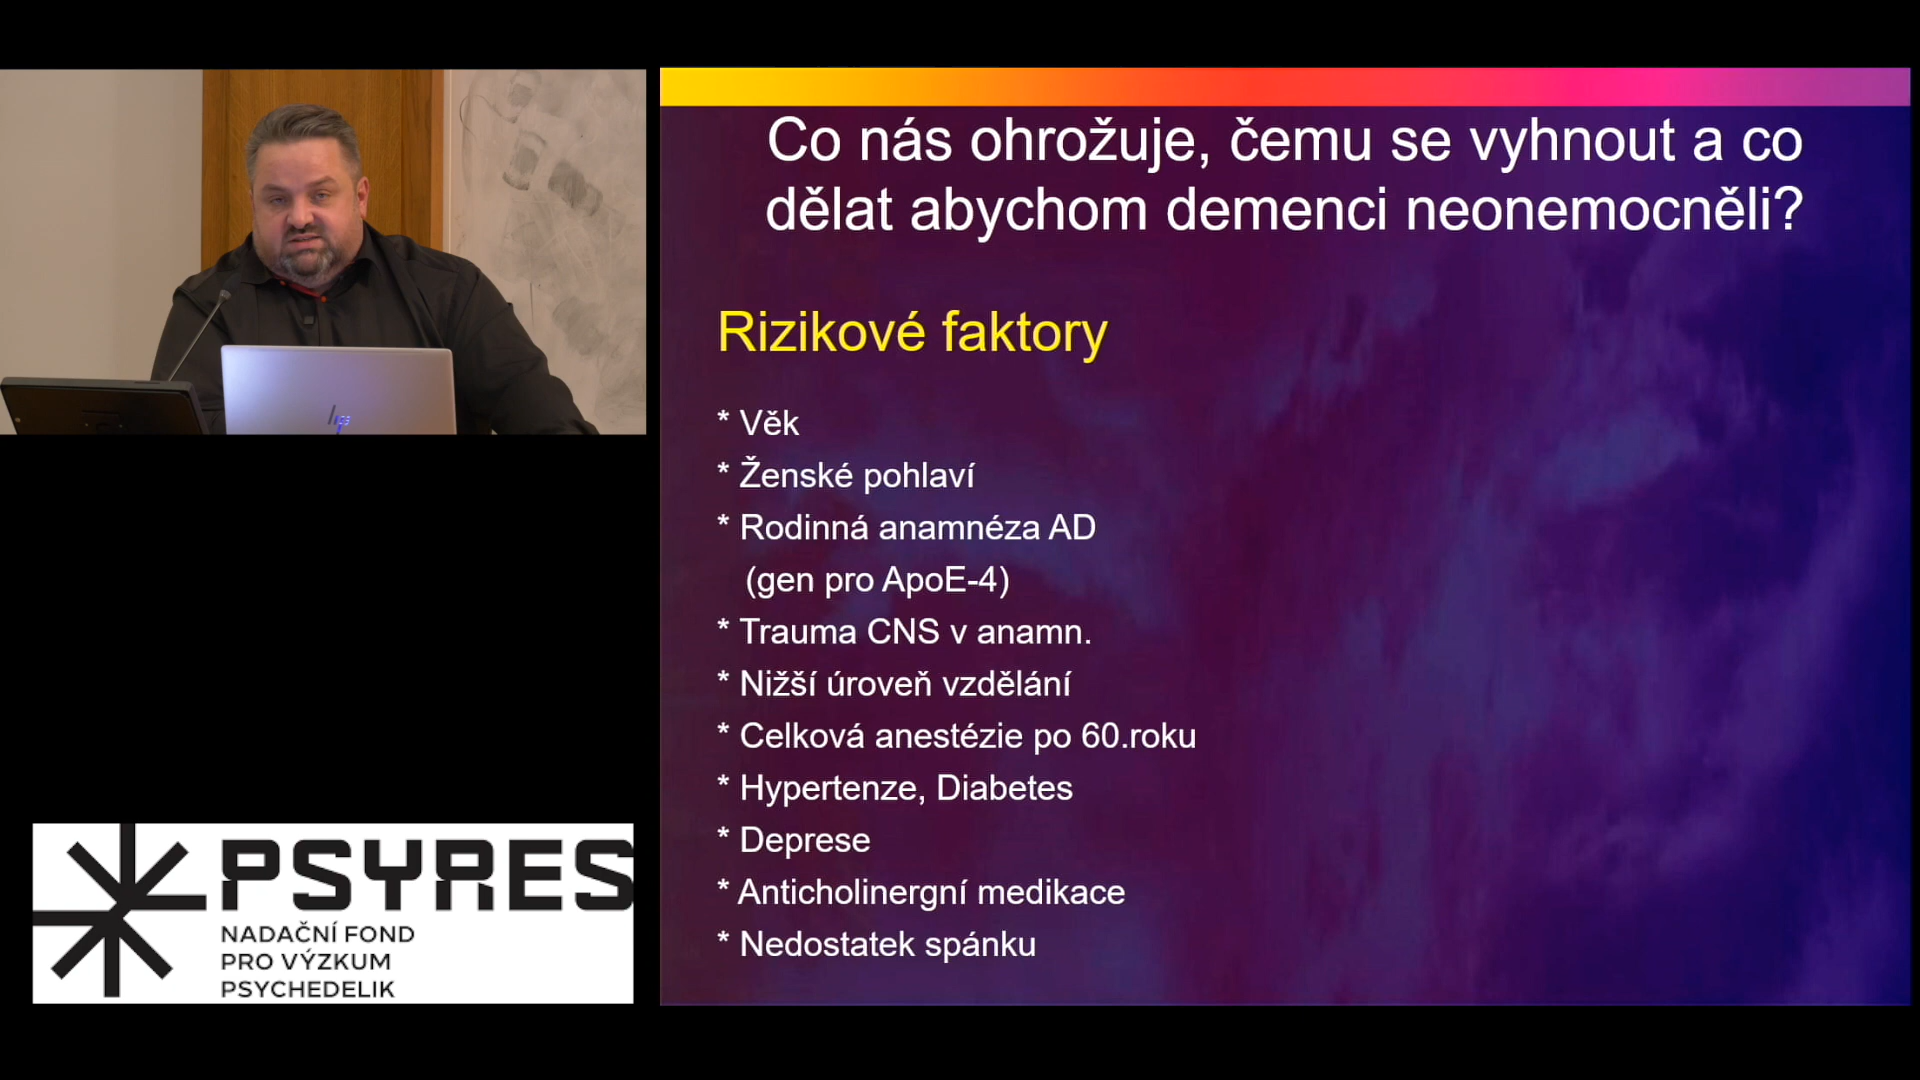 Co nás ohrožuje, čemu se vyhnout a co
dělat abychom demenci neonemocněli?
Rizikové faktory
* Věk
* Ženské pohlaví
* Rodinná anamnéza AD
(gen pro ApoE-4)
* Trauma CNS v anamn.
* Nižší úroveň vzdělání
* Celková anestézie po 60.roku
* Hypertenze, Diabetes
* Deprese
* Anticholinergní medikace
* Nedostatek spánku
hp
PSYRES
NADAČNÍ FOND
PRO VÝZKUM
PSYCHEDELIK